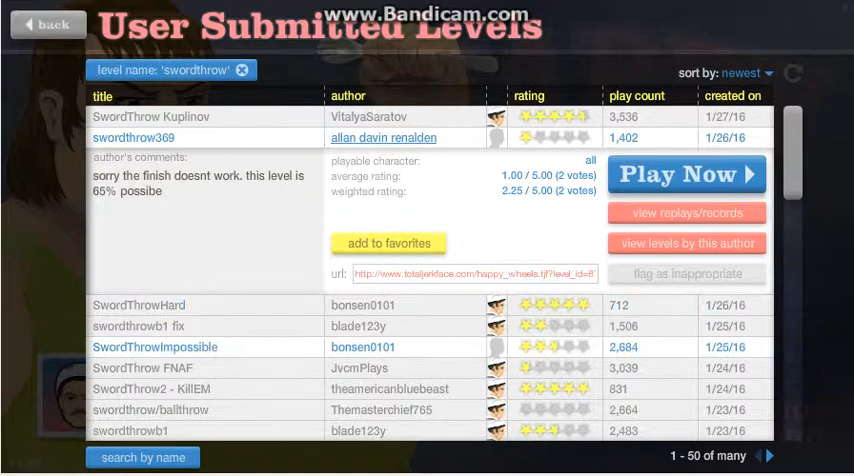 www.Bandicam.com
back
User Submitted Levels
level name: 'swordthrow'
sort by: newest
title author rating play count created on
SwordThrow Kuplinov VitalyaSaratov 3,536 1/27/16
swordthrow369 allan davin renalden 1,402 1/26/16
author's comments:
sorry the finish doesnt work. this level is
65% possibe
playable character: all
average rating: 1.00 / 5.00 (2 votes)
weighted rating: 2.25 / 5.00 (2 votes)
add to favorites
url: http://www.totaljerkface.com/happy_wheels.tjf?level_id=8
Play Now
view replays/records
view levels by this author
flag as inappropriate
SwordThrowHard bonsen0101 712 1/26/16
swordthrowb1 fix blade123y 1,506 1/25/16
SwordThrowImpossible bonsen0101 2,684 1/25/16
SwordThrow FNAF JvcmPlays 3,039 1/24/16
SwordThrow2 - KillEM theamericanbluebeast 831 1/24/16
swordthrow/ballthrow Themasterchief765 2,664 1/23/16
swordthrowb1 blade123y 2,483 1/23/16
search by name
1 - 50 of many